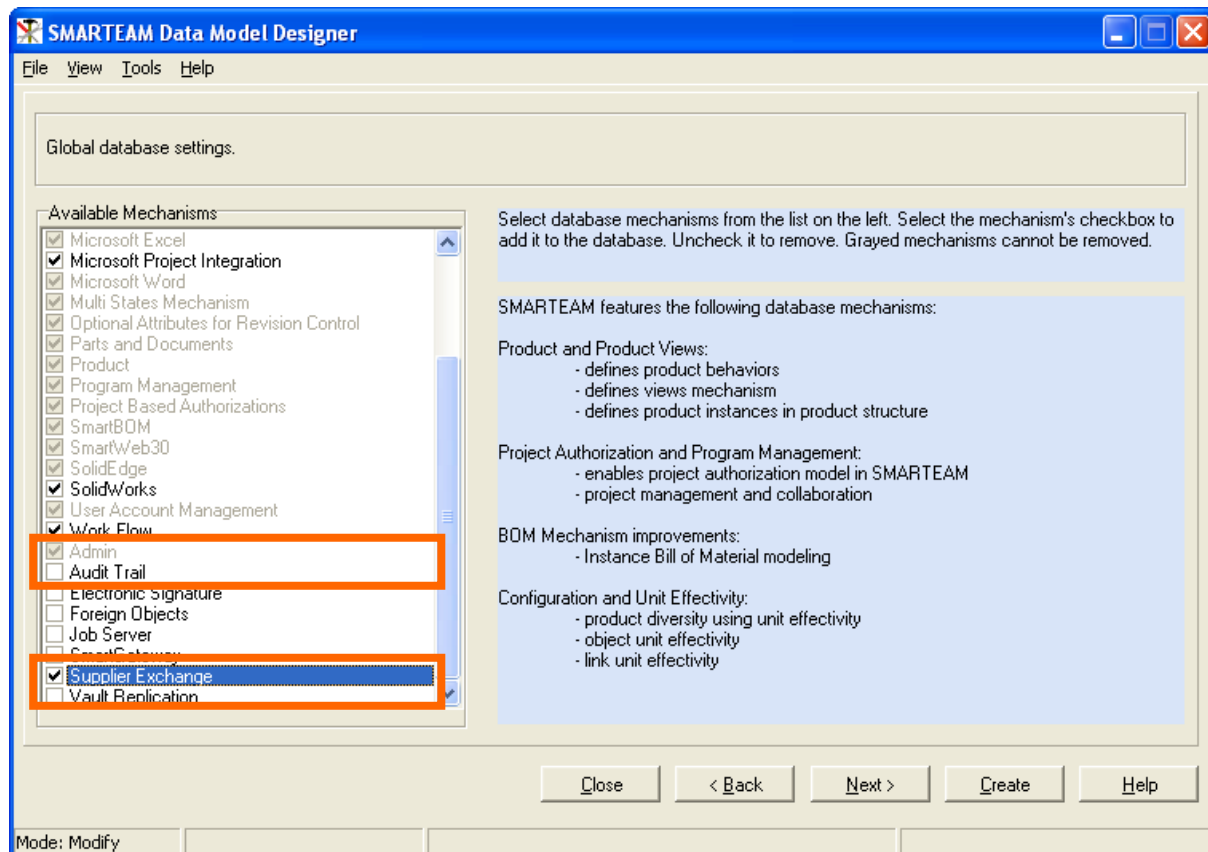 SMARTEAM Data Model Designer
File View Tools Help
Global database settings.
Available Mechanisms
Microsoft Excel
Microsoft Project Integration
Microsoft Word
Multi States Mechanism
Optional Attributes for Revision Control
Parts and Documents
Product
Program Management
Project Based Authorizations
SmartBOM
SmartWeb30
SolidEdge
SolidWorks
User Account Management
Work Flow
Admin
Audit Trail
Electronic Signature
Foreign Objects
Job Server
SmartGateway
Supplier Exchange
Vault Replication
Select database mechanisms from the list on the left. Select the mechanism's checkbox to
add it to the database. Uncheck it to remove. Grayed mechanisms cannot be removed.
SMARTEAM features the following database mechanisms:
Product and Product Views:
- defines product behaviors
- defines views mechanism
- defines product instances in product structure
Project Authorization and Program Management:
- enables project authorization model in SMARTEAM
- project management and collaboration
BOM Mechanism improvements:
- Instance Bill of Material modeling
Configuration and Unit Effectivity:
- product diversity using unit effectivity
- object unit effectivity
- link unit effectivity
Close < Back Next > Create Help
Mode: Modify